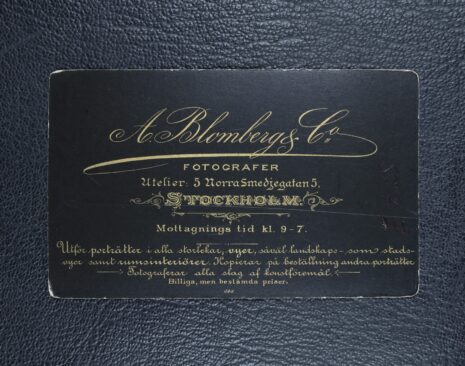 A. Blomberg & Co.
FOTOGRAFER
Atelier: 5 Norra Smedjegatan 5.
STOCKHOLM.
Mottagnings tid kl. 9-7.
Utför porträtter i alla storlekar, vyer, såväl landskaps- som stads-
vyer samt rumsinteriörer. Kopierar på beställning andra porträtter
Fotograferar alla slag af konstföremål.
Billiga, men bestämda priser.